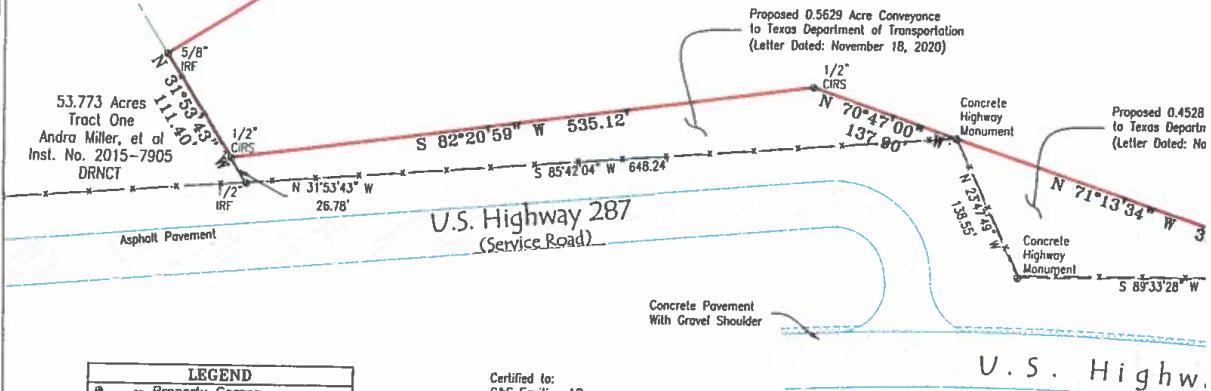 Proposed 0.5629 Acre Conveyance
to Texas Department of Transportation
(Letter Dated: November 18, 2020)
5/8"
IRF
N 31°53'43" W
111.40'
53.773 Acres
Tract One
Andra Miller, et al
Inst. No. 2015-7905
DRNCT
1/2"
CIRS
S 82°20'59" W 535.12'
1/2"
CIRS
N 70°47'00" W
137.90'
Concrete
Highway
Monument
Proposed 0.4528
to Texas Departm
(Letter Dated: No
1/2"
IRF
N 31°53'43" W
26.78'
S 85°42'04" W 648.24'
N 23°47'49" W
138.55'
N 71°13'34" W 3
U.S. Highway 287
(Service Road)
Asphalt Pavement
Concrete
Highway
Monument
S 89°33'28" W
Concrete Pavement
With Gravel Shoulder
U.S. Highw
LEGEND
Property Corner
Certified to: